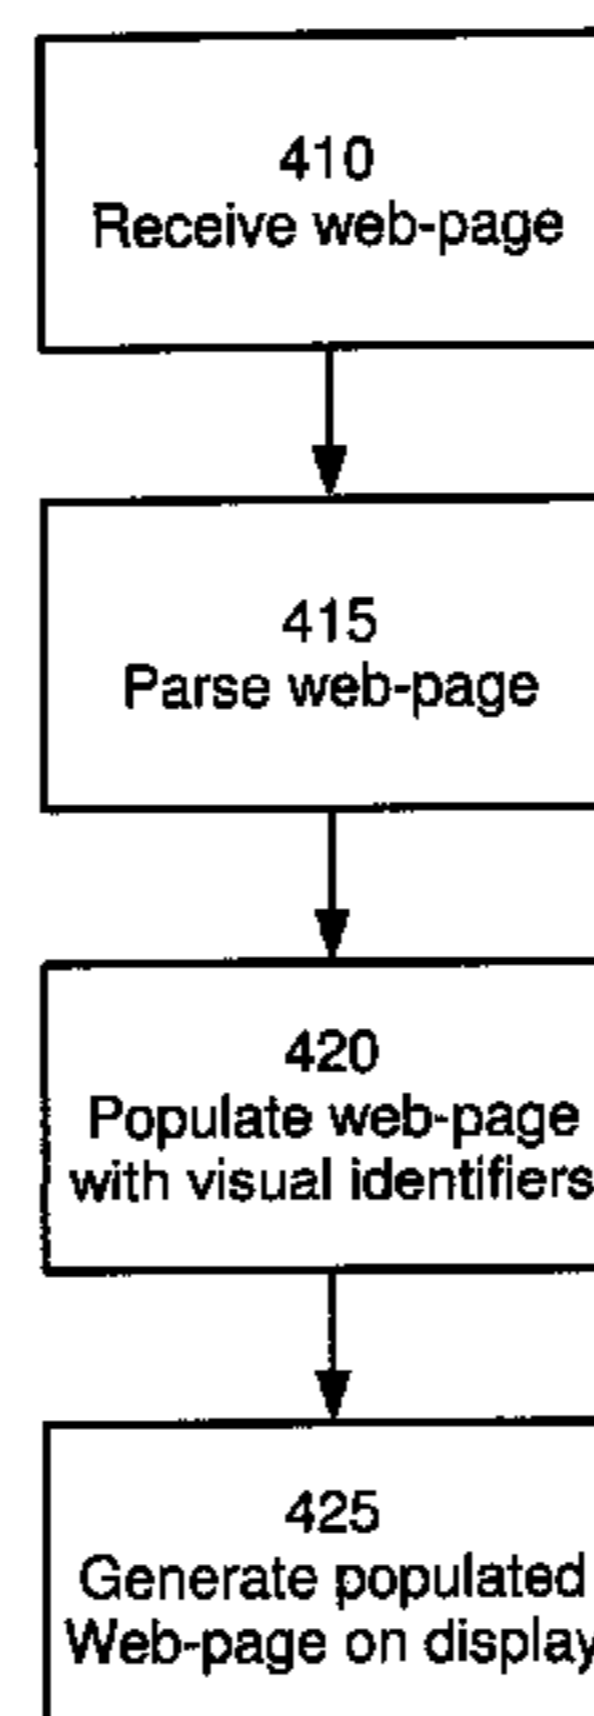 410
Receive web-page
415
Parse web-page
420
Populate web-page
with visual identifiers
425
Generate populated
Web-page on display